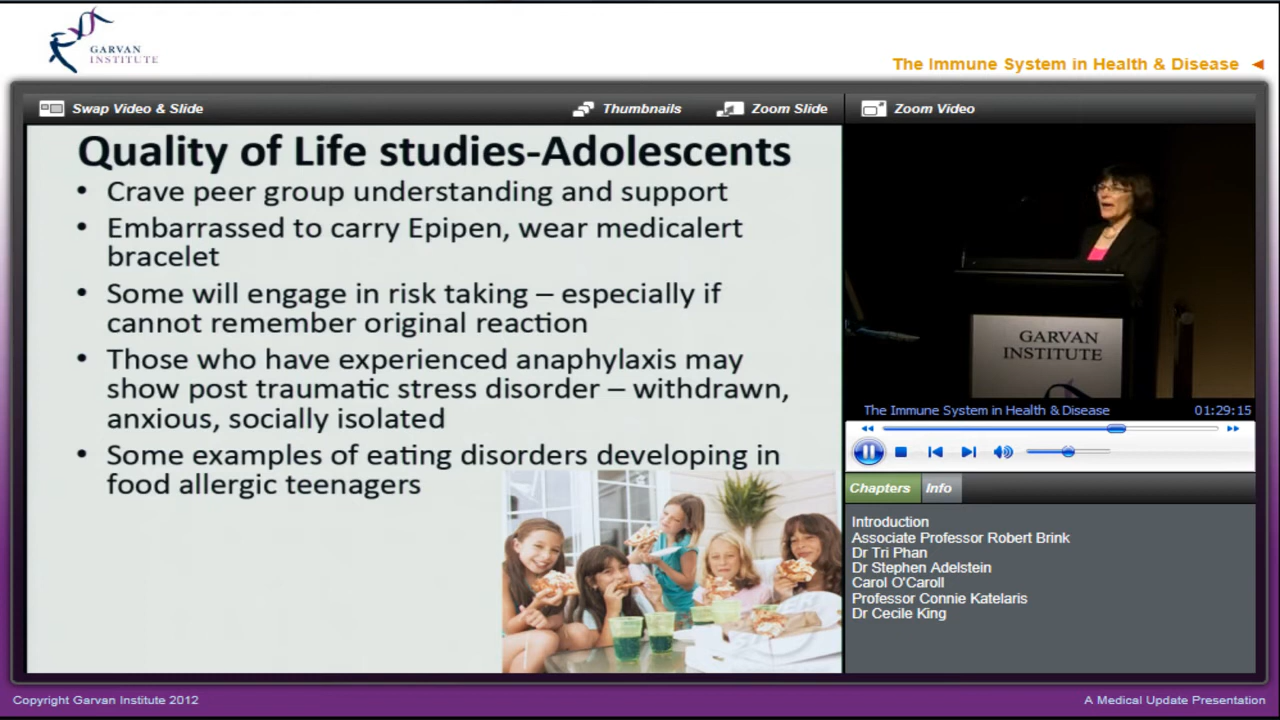 GARVAN
INSTITUTE
The Immune System in Health & Disease
Swap Video & Slide
Thumbnails
Zoom Slide
Zoom Video
Quality of Life studies-Adolescents
• Crave peer group understanding and support
• Embarrassed to carry Epipen, wear medicalert
bracelet
• Some will engage in risk taking – especially if
cannot remember original reaction
• Those who have experienced anaphylaxis may
show post traumatic stress disorder – withdrawn,
anxious, socially isolated
• Some examples of eating disorders developing in
food allergic teenagers
GARVAN
INSTITUTE
The Immune System in Health & Disease 01:29:15
Chapters Info
Introduction
Associate Professor Robert Brink
Dr Tri Phan
Dr Stephen Adelstein
Carol O'Caroll
Professor Connie Katelaris
Dr Cecile King
Copyright Garvan Institute 2012
A Medical Update Presentation